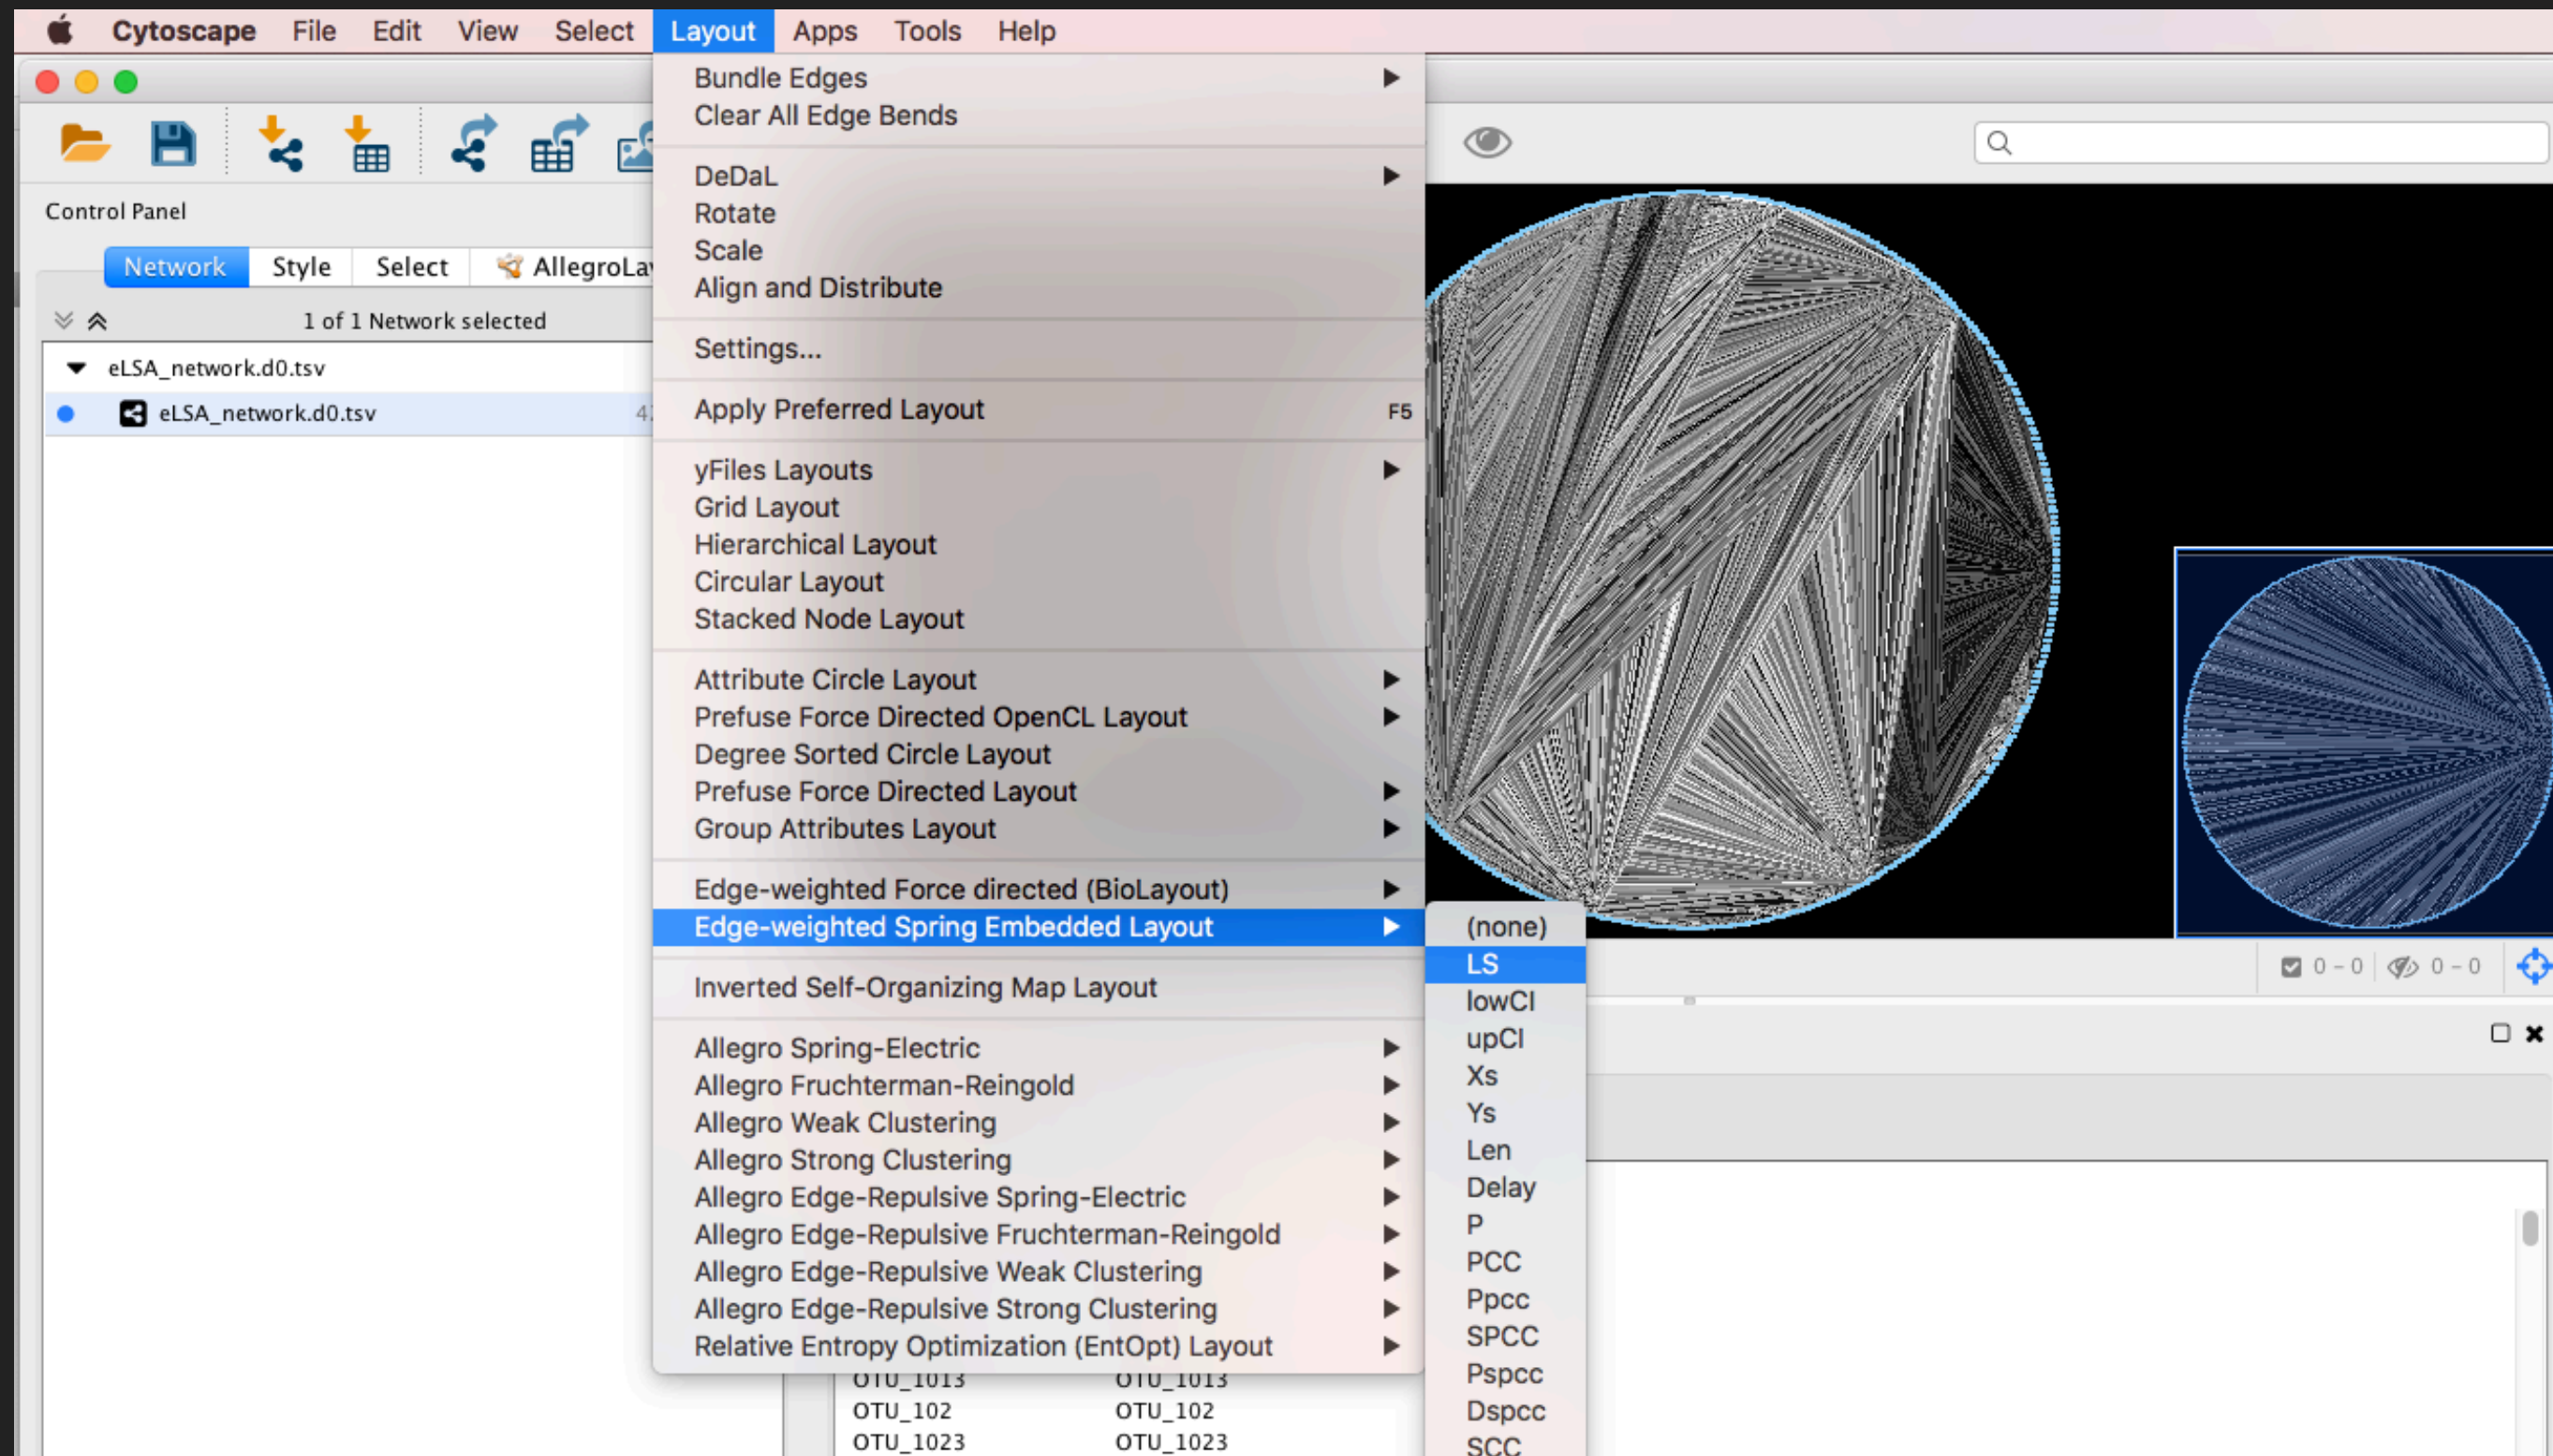 Cytoscape File Edit View Select Layout Apps Tools Help
Control Panel
Network Style Select AllegroLay
1 of 1 Network selected
eLSA_network.d0.tsv
eLSA_network.d0.tsv
Bundle Edges
Clear All Edge Bends
DeDaL
Rotate
Scale
Align and Distribute
Settings...
Apply Preferred Layout F5
yFiles Layouts
Grid Layout
Hierarchical Layout
Circular Layout
Stacked Node Layout
Attribute Circle Layout
Prefuse Force Directed OpenCL Layout
Degree Sorted Circle Layout
Prefuse Force Directed Layout
Group Attributes Layout
Edge-weighted Force directed (BioLayout)
Edge-weighted Spring Embedded Layout
Inverted Self-Organizing Map Layout
Allegro Spring-Electric
Allegro Fruchterman-Reingold
Allegro Weak Clustering
Allegro Strong Clustering
Allegro Edge-Repulsive Spring-Electric
Allegro Edge-Repulsive Fruchterman-Reingold
Allegro Edge-Repulsive Weak Clustering
Allegro Edge-Repulsive Strong Clustering
Relative Entropy Optimization (EntOpt) Layout
(none)
LS
lowCI
upCI
Xs
Ys
Len
Delay
P
PCC
Ppcc
SPCC
Pspcc
Dspcc
SCC
0 - 0 0 - 0
OTU_1013 OTU_1013
OTU_102 OTU_102
OTU_1023 OTU_1023